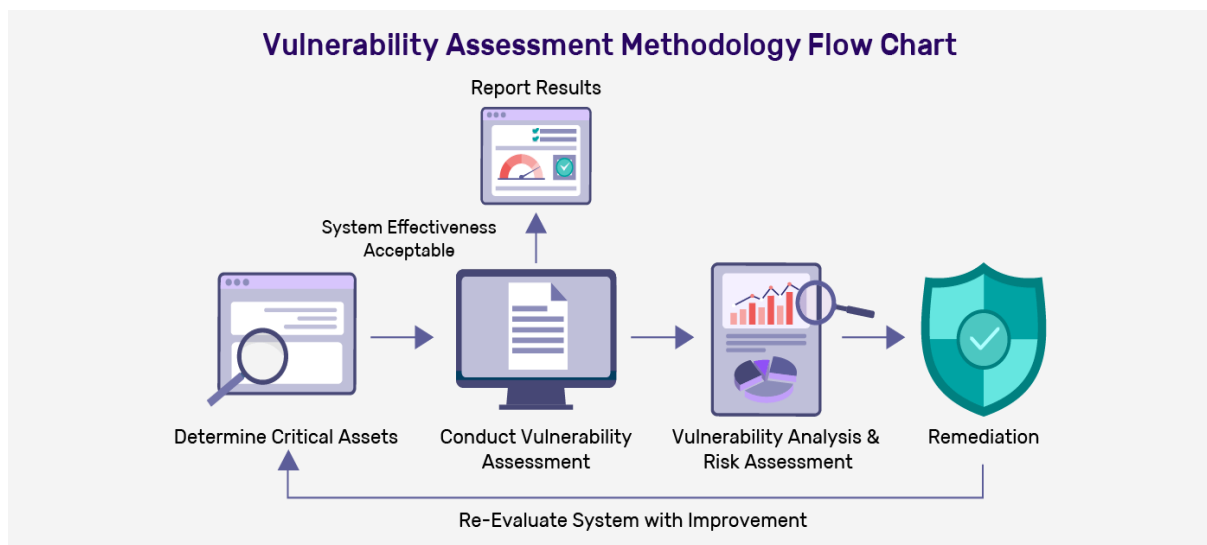 Vulnerability Assessment Methodology Flow Chart
Report Results
System Effectiveness
Acceptable
Determine Critical Assets
Conduct Vulnerability
Assessment
Vulnerability Analysis &
Risk Assessment
Remediation
Re-Evaluate System with Improvement